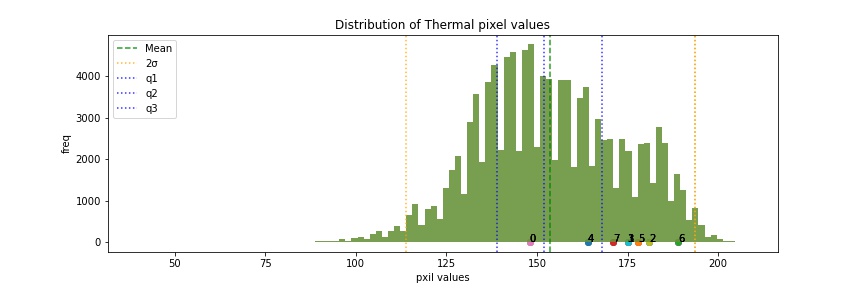 Distribution of Thermal pixel values
Mean
2σ
q1
q2
q3
freq
4000
3000
2000
1000
0
0 4 7 1 5 2 6
50 75 100 125 150 175 200
pxil values